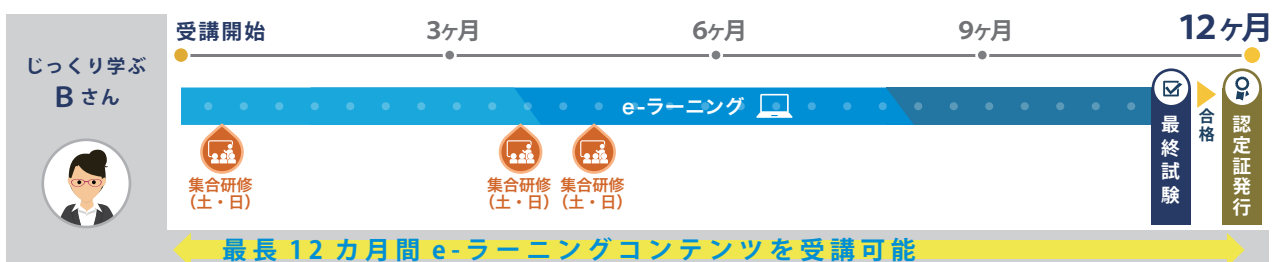 じっくり学ぶ
Bさん
受講開始
3ヶ月
6ヶ月
9ヶ月
12ヶ月
e-ラーニング
集合研修
（土・日）
集合研修
（土・日）
集合研修
（土・日）
最終試験
合格
認定証発行
最長12カ月間e-ラーニングコンテンツを受講可能